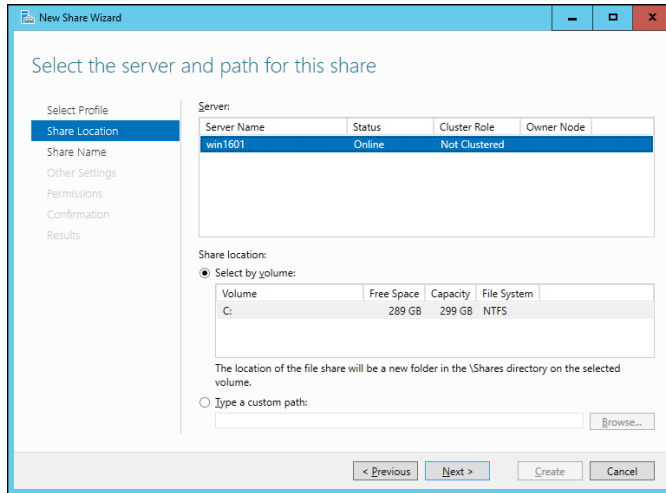 New Share Wizard
Select the server and path for this share
Select Profile
Share Location
Share Name
Other Settings
Permissions
Confirmation
Results
Server:
Server Name Status Cluster Role Owner Node
win1601 Online Not Clustered
Share location:
Select by volume:
Volume Free Space Capacity File System
C: 289 GB 299 GB NTFS
The location of the file share will be a new folder in the \Shares directory on the selected
volume.
Type a custom path:
Browse...
< Previous Next > Create Cancel